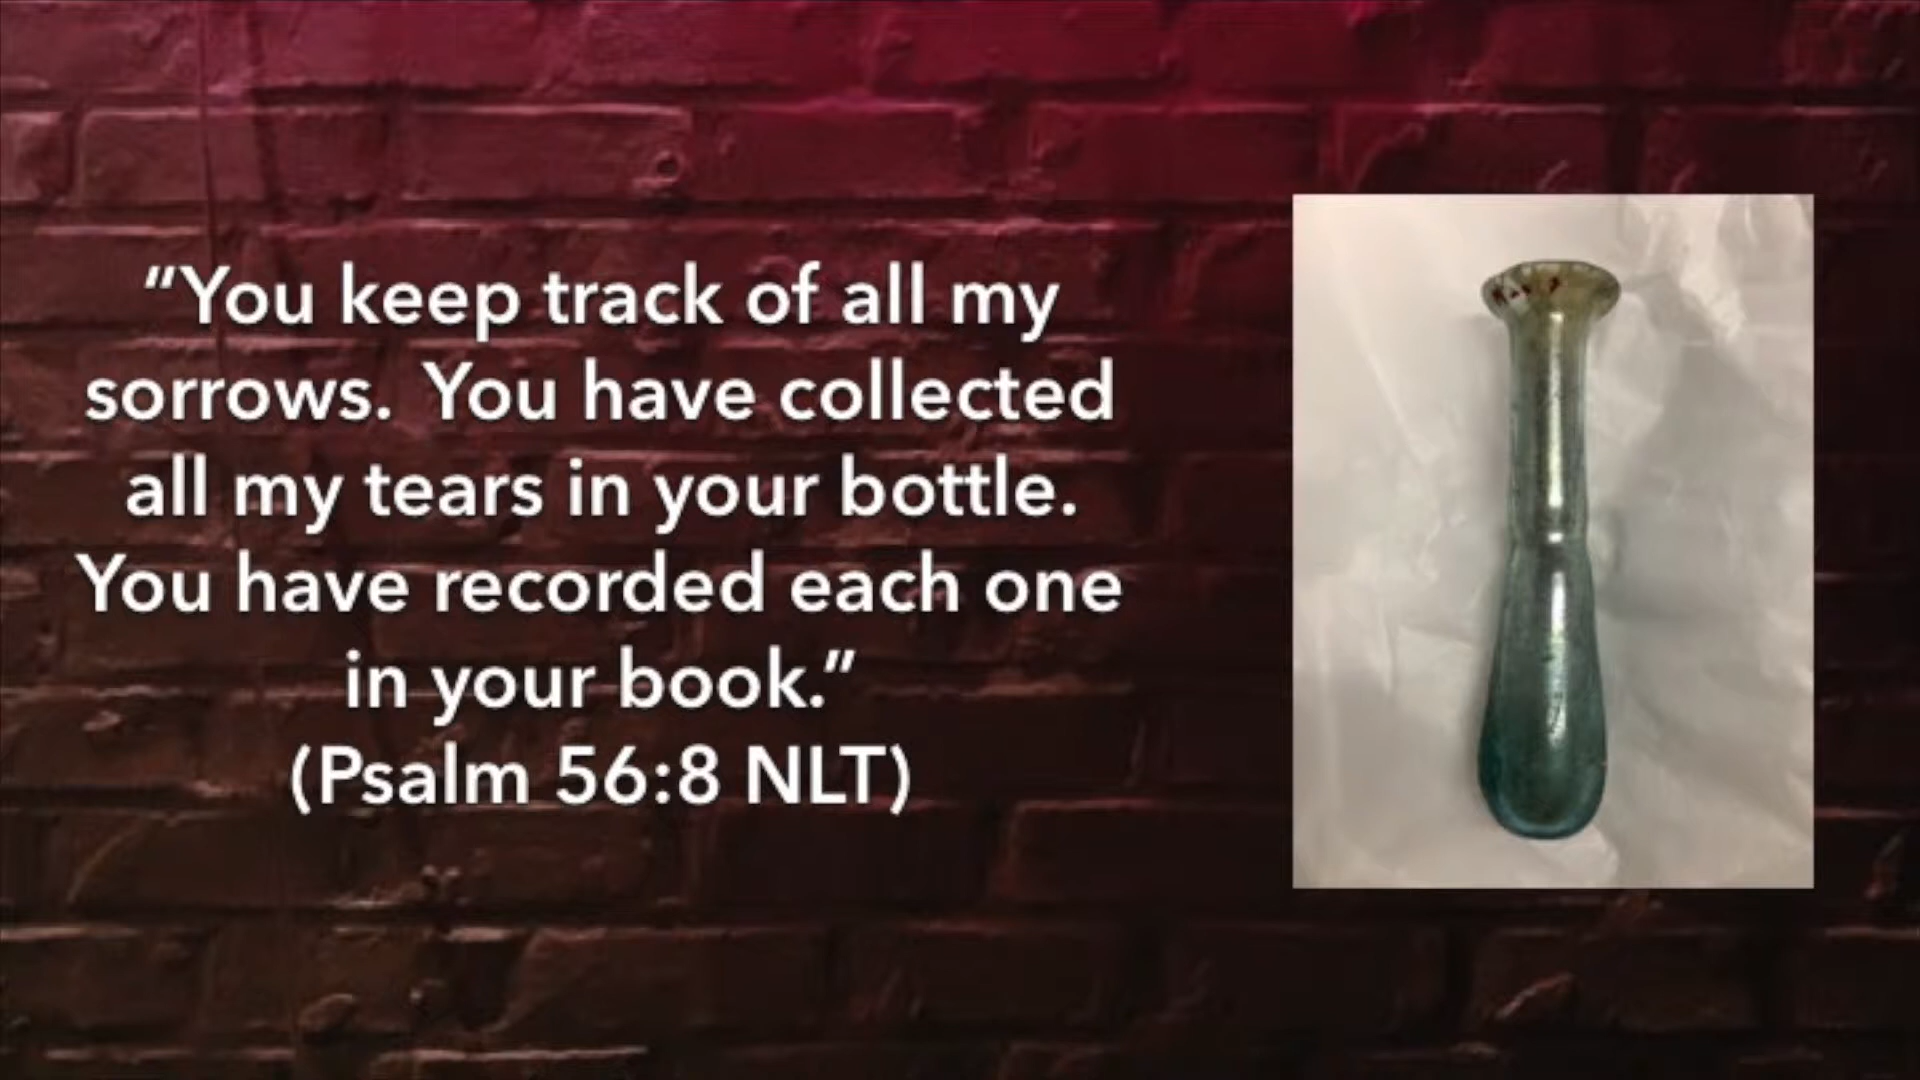 “You keep track of all my
sorrows.  You have collected
all my tears in your bottle.
You have recorded each one
in your book.”
(Psalm 56:8 NLT)